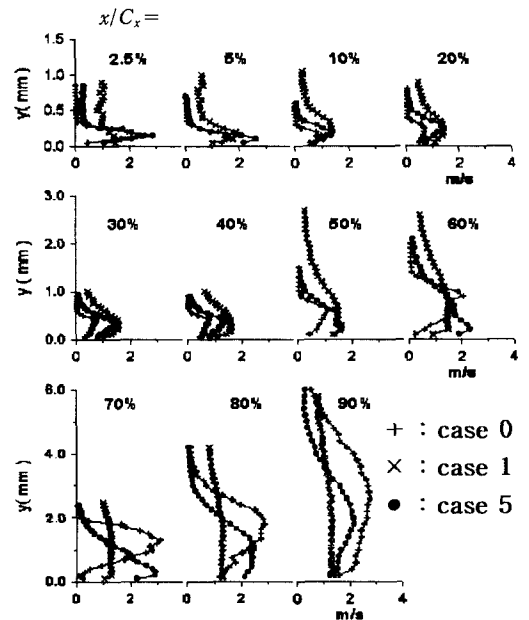 x/Cx=
2.5% 5% 10% 20%
y(mm)
1.5
1.0
0.5
0.0
0 2 0 2 0 2 0 2 4
m/s
30% 40% 50% 60%
y(mm)
3.0
2.0
1.0
0.0
0 2 0 2 0 2 0 2 4
m/s
70% 80% 90%
y(mm)
6.0
4.0
2.0
0.0
0 2 0 2 0 2 4
m/s
+ : case 0
× : case 1
● : case 5